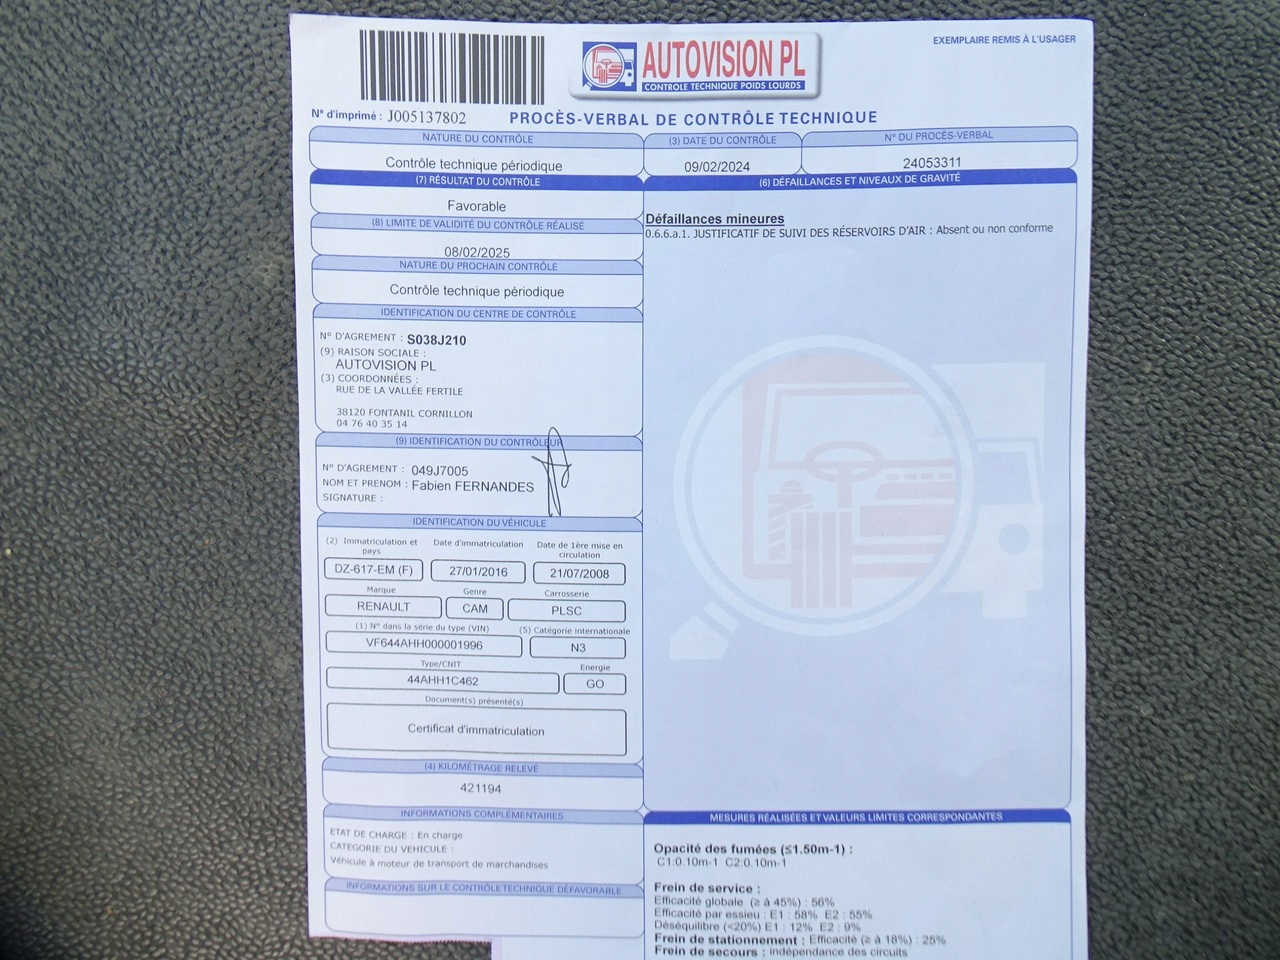 AUTOVISION PL
CONTROLE TECHNIQUE POIDS LOURDS
EXEMPLAIRE REMIS À L'USAGER
N° d'imprimé : J005137802
PROCÈS-VERBAL DE CONTRÔLE TECHNIQUE
NATURE DU CONTRÔLE
Contrôle technique périodique
(3) DATE DU CONTRÔLE
09/02/2024
N° DU PROCÈS-VERBAL
24053311
(7) RÉSULTAT DU CONTRÔLE
Favorable
(8) LIMITE DE VALIDITÉ DU CONTRÔLE RÉALISÉ
08/02/2025
NATURE DU PROCHAIN CONTRÔLE
Contrôle technique périodique
IDENTIFICATION DU CENTRE DE CONTRÔLE
N° D'AGREMENT : S038J210
(9) RAISON SOCIALE :
AUTOVISION PL
(3) COORDONNÉES :
RUE DE LA VALLÉE FERTILE
38120 FONTANIL CORNILLON
04 76 40 35 14
(9) IDENTIFICATION DU CONTRÔLEUR
N° D'AGREMENT : 049J7005
NOM ET PRENOM : Fabien FERNANDES
SIGNATURE :
IDENTIFICATION DU VÉHICULE
(2) Immatriculation et pays
DZ-617-EM (F)
Date d'immatriculation
27/01/2016
Date de 1ère mise en circulation
21/07/2008
Marque
RENAULT
Genre
CAM
Carrosserie
PLSC
(1) N° dans la série du type (VIN)
VF644AHH000001996
(5) Catégorie internationale
N3
Type/CNIT
44AHH1C462
Energie
GO
Document(s) présenté(s)
Certificat d'immatriculation
(4) KILOMÉTRAGE RELEVÉ
421194
INFORMATIONS COMPLÉMENTAIRES
ETAT DE CHARGE : En charge
CATEGORIE DU VEHICULE :
Véhicule à moteur de transport de marchandises
INFORMATIONS SUR LE CONTRÔLE TECHNIQUE DÉFAVORABLE
(6) DÉFAILLANCES ET NIVEAUX DE GRAVITÉ
Défaillances mineures
0.6.6.a.1. JUSTIFICATIF DE SUIVI DES RÉSERVOIRS D'AIR : Absent ou non conforme
MESURES RÉALISÉES ET VALEURS LIMITES CORRESPONDANTES
Opacité des fumées (≤1.50m-1) :
C1:0.10m-1 C2:0.10m-1
Frein de service :
Efficacité globale (≥ à 45%) : 56%
Efficacité par essieu : E1 : 58% E2 : 55%
Déséquilibre (<20%) E1 : 12% E2 : 9%
Frein de stationnement : Efficacité (≥ à 18%) : 25%
Frein de secours : indépendance des circuits